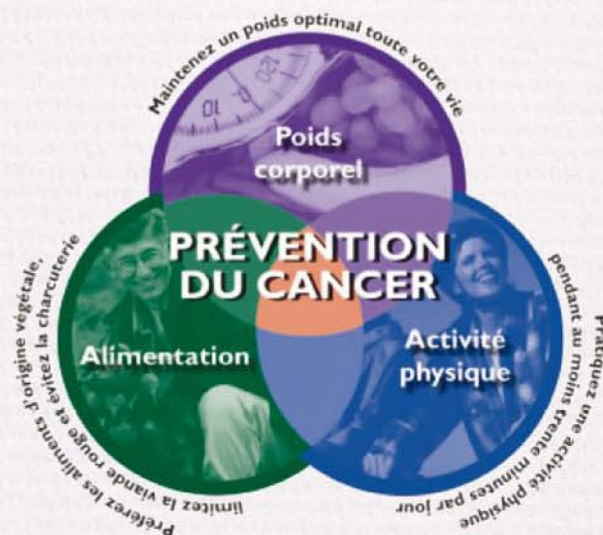 Maintenez un poids optimal toute votre vie
Poids
corporel
PRÉVENTION
DU CANCER
Alimentation
Activité
physique
Préférez les aliments d'origine végétale,
limitez la viande rouge et évitez la charcuterie
Pratiquez une activité physique
pendant au moins trente minutes par jour